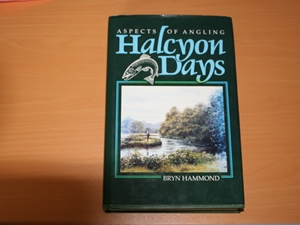 ASPECTS OF ANGLING
Halcyon
Days
BRYN HAMMOND